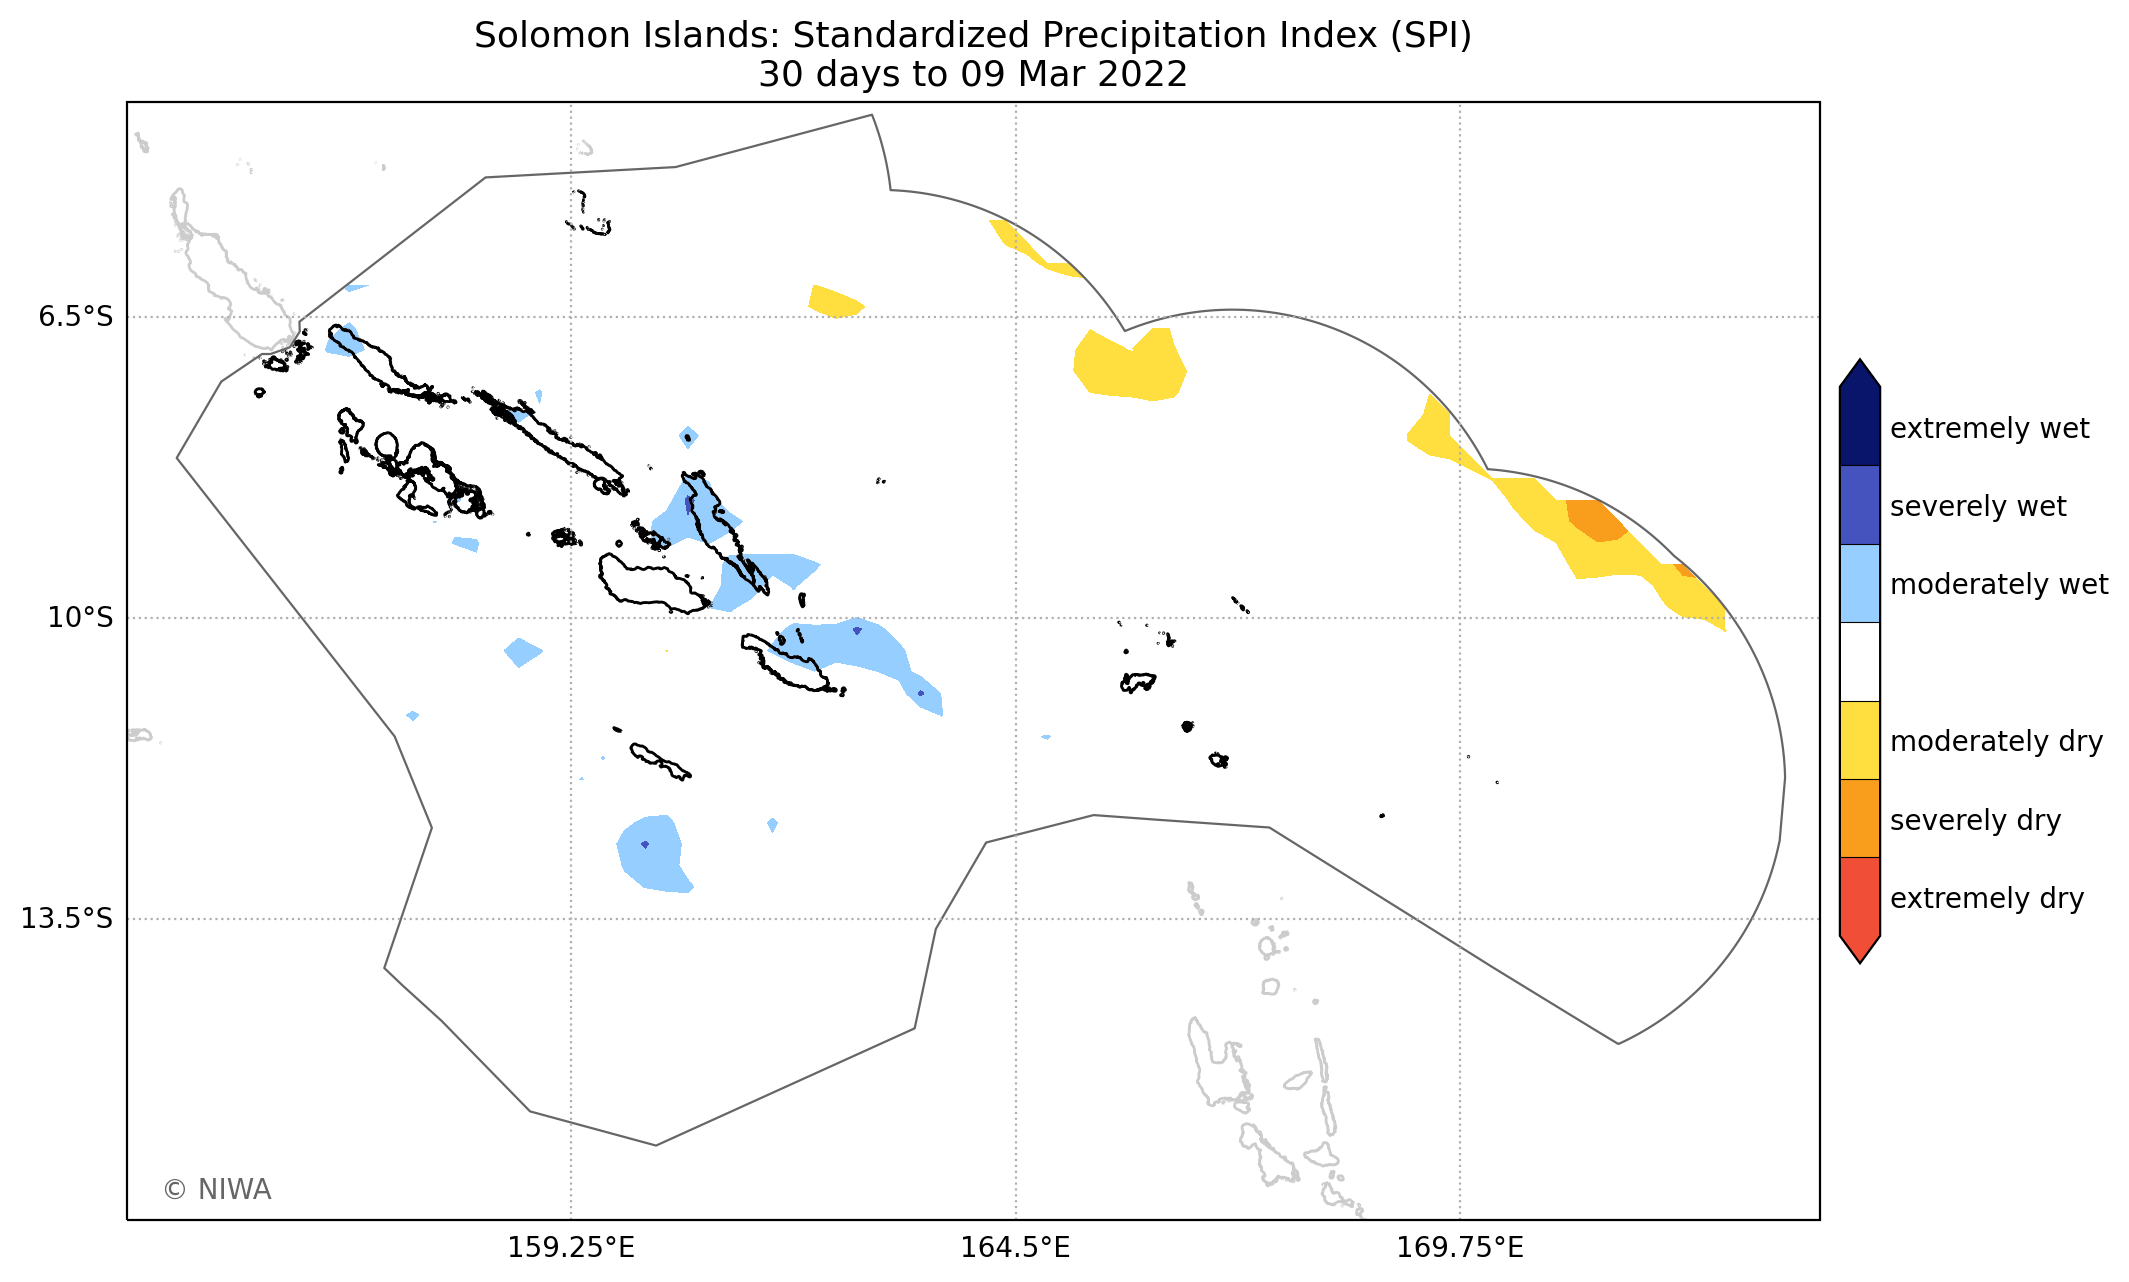 Solomon Islands: Standardized Precipitation Index (SPI)
30 days to 09 Mar 2022
6.5°S
10°S
13.5°S
159.25°E
164.5°E
169.75°E
extremely wet
severely wet
moderately wet
moderately dry
severely dry
extremely dry
© NIWA